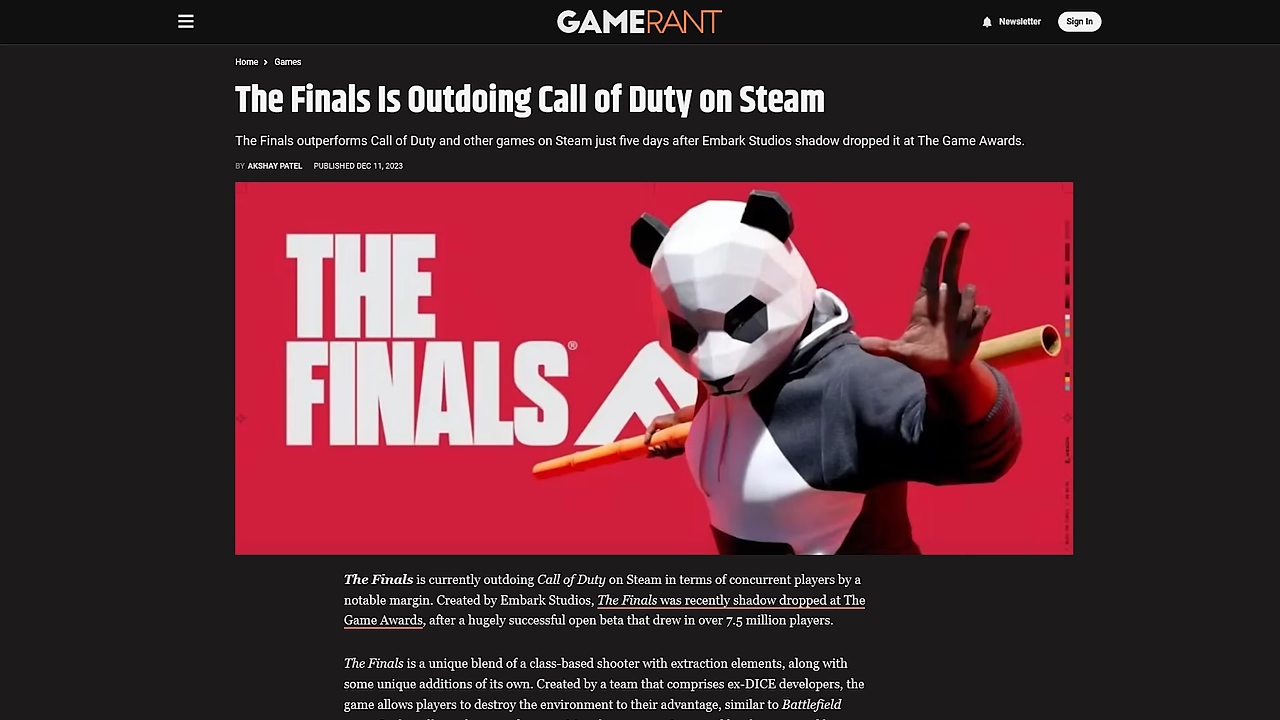 GAMERANT
Newsletter
Sign In
Home > Games
The Finals Is Outdoing Call of Duty on Steam
The Finals outperforms Call of Duty and other games on Steam just five days after Embark Studios shadow dropped it at The Game Awards.
BY AKSHAY PATEL PUBLISHED DEC 11, 2023
THE
FINALS®
The Finals is currently outdoing Call of Duty on Steam in terms of concurrent players by a
notable margin. Created by Embark Studios, The Finals was recently shadow dropped at The
Game Awards, after a hugely successful open beta that drew in over 7.5 million players.
The Finals is a unique blend of a class-based shooter with extraction elements, along with
some unique additions of its own. Created by a team that comprises ex-DICE developers, the
game allows players to destroy the environment to their advantage, similar to Battlefield